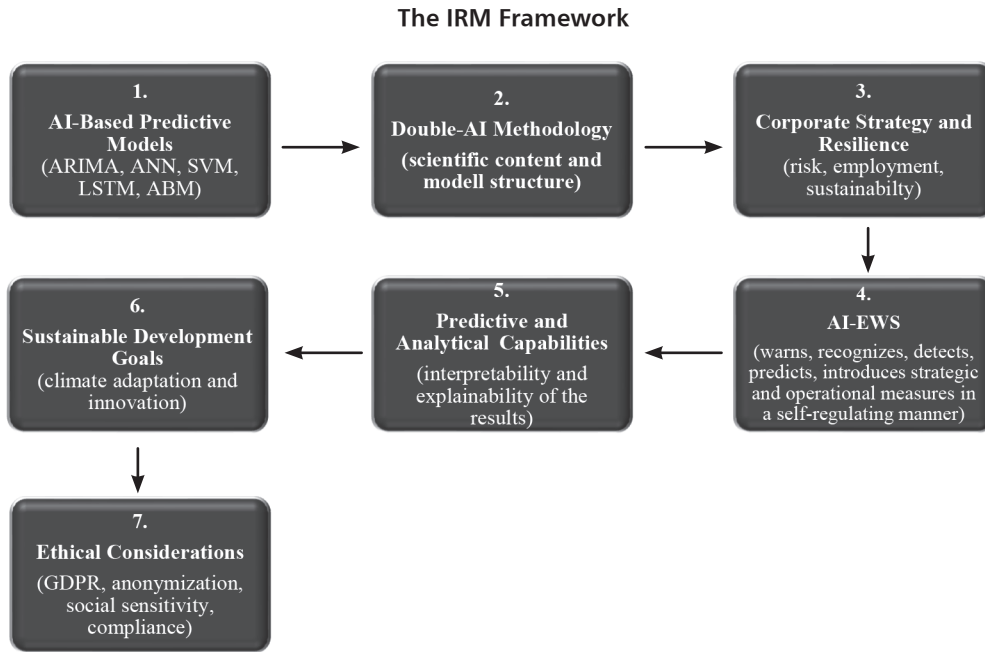 The IRM Framework
1.
AI-Based Predictive
Models
(ARIMA, ANN, SVM,
LSTM, ABM)
2.
Double-AI Methodology
(scientific content and
modell structure)
3.
Corporate Strategy and
Resilience
(risk, employment,
sustainabilty)
4.
AI-EWS
(warns, recognizes, detects,
predicts, introduces strategic
and operational measures in
a self-regulating manner)
5.
Predictive and
Analytical Capabilities
(interpretability and
explainability of the
results)
6.
Sustainable Development
Goals
(climate adaptation and
innovation)
7.
Ethical Considerations
(GDPR, anonymization,
social sensitivity,
compliance)